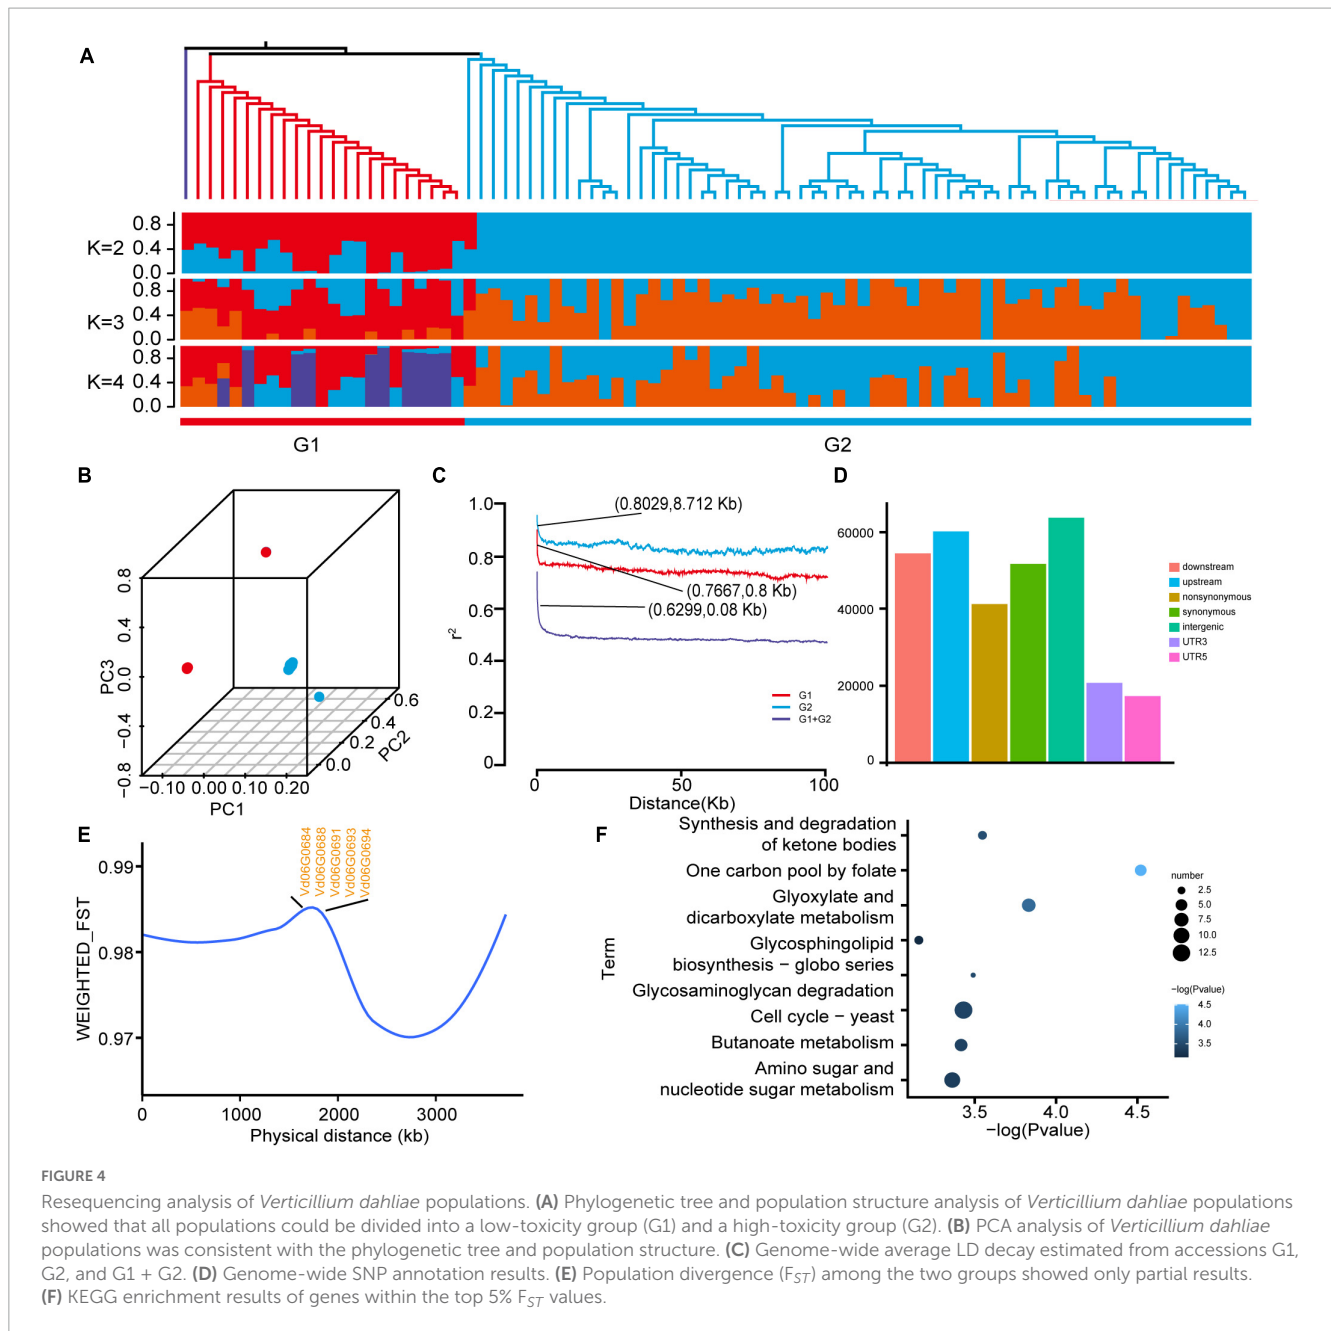 A
K=2
0.8
0.4
0.0
K=3
0.8
0.4
0.0
K=4
0.8
0.4
0.0
G1
G2
B
PC3
0.8
0.4
0.0
−0.4
−0.8
−0.10 0.00 0.10 0.20
PC1
0.0
0.2
0.4
0.6
PC2
C
r²
1.0
0.8
0.6
0.4
0.2
0
(0.8029,8.712 Kb)
(0.7667,0.8 Kb)
(0.6299,0.08 Kb)
G1
G2
G1+G2
0 50 100
Distance(Kb)
D
60000
40000
20000
0
downstream
upstream
nonsynonymous
synonymous
intergenic
UTR3
UTR5
E
WEIGHTED_FST
0.99
0.98
0.97
Vd06G0684
Vd06G0688
Vd06G0691
Vd06G0693
Vd06G0694
0 1000 2000 3000
Physical distance (kb)
F
Term
Synthesis and degradation
of ketone bodies
One carbon pool by folate
Glyoxylate and
dicarboxylate metabolism
Glycosphingolipid
biosynthesis − globo series
Glycosaminoglycan degradation
Cell cycle − yeast
Butanoate metabolism
Amino sugar and
nucleotide sugar metabolism
3.5 4.0 4.5
−log(Pvalue)
number
2.5
5.0
7.5
10.0
12.5
−log(Pvalue)
4.5
4.0
3.5
FIGURE 4
Resequencing analysis of Verticillium dahliae populations. (A) Phylogenetic tree and population structure analysis of Verticillium dahliae populations
showed that all populations could be divided into a low-toxicity group (G1) and a high-toxicity group (G2). (B) PCA analysis of Verticillium dahliae
populations was consistent with the phylogenetic tree and population structure. (C) Genome-wide average LD decay estimated from accessions G1,
G2, and G1 + G2. (D) Genome-wide SNP annotation results. (E) Population divergence (FST) among the two groups showed only partial results.
(F) KEGG enrichment results of genes within the top 5% FST values.